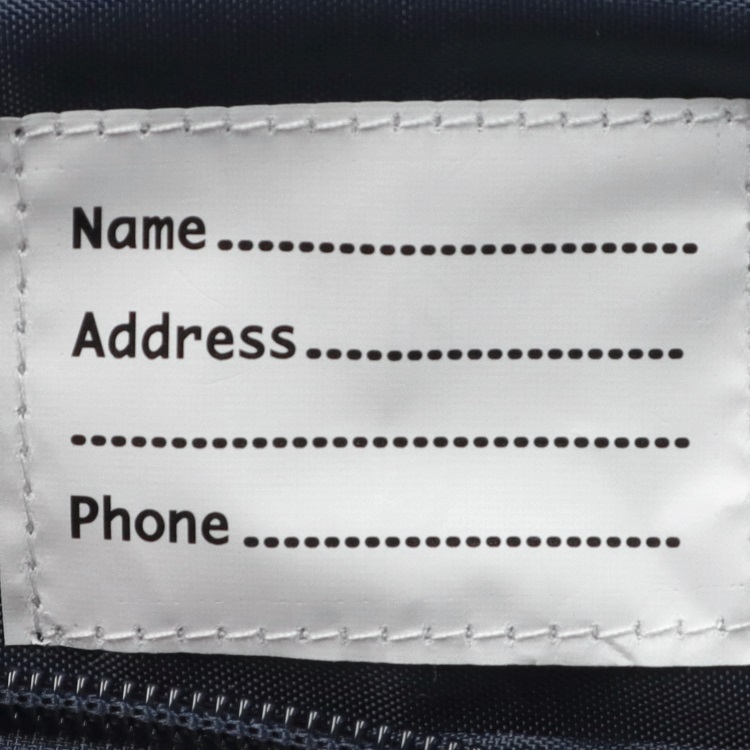 Name........................
Address...................
...............................
Phone......................